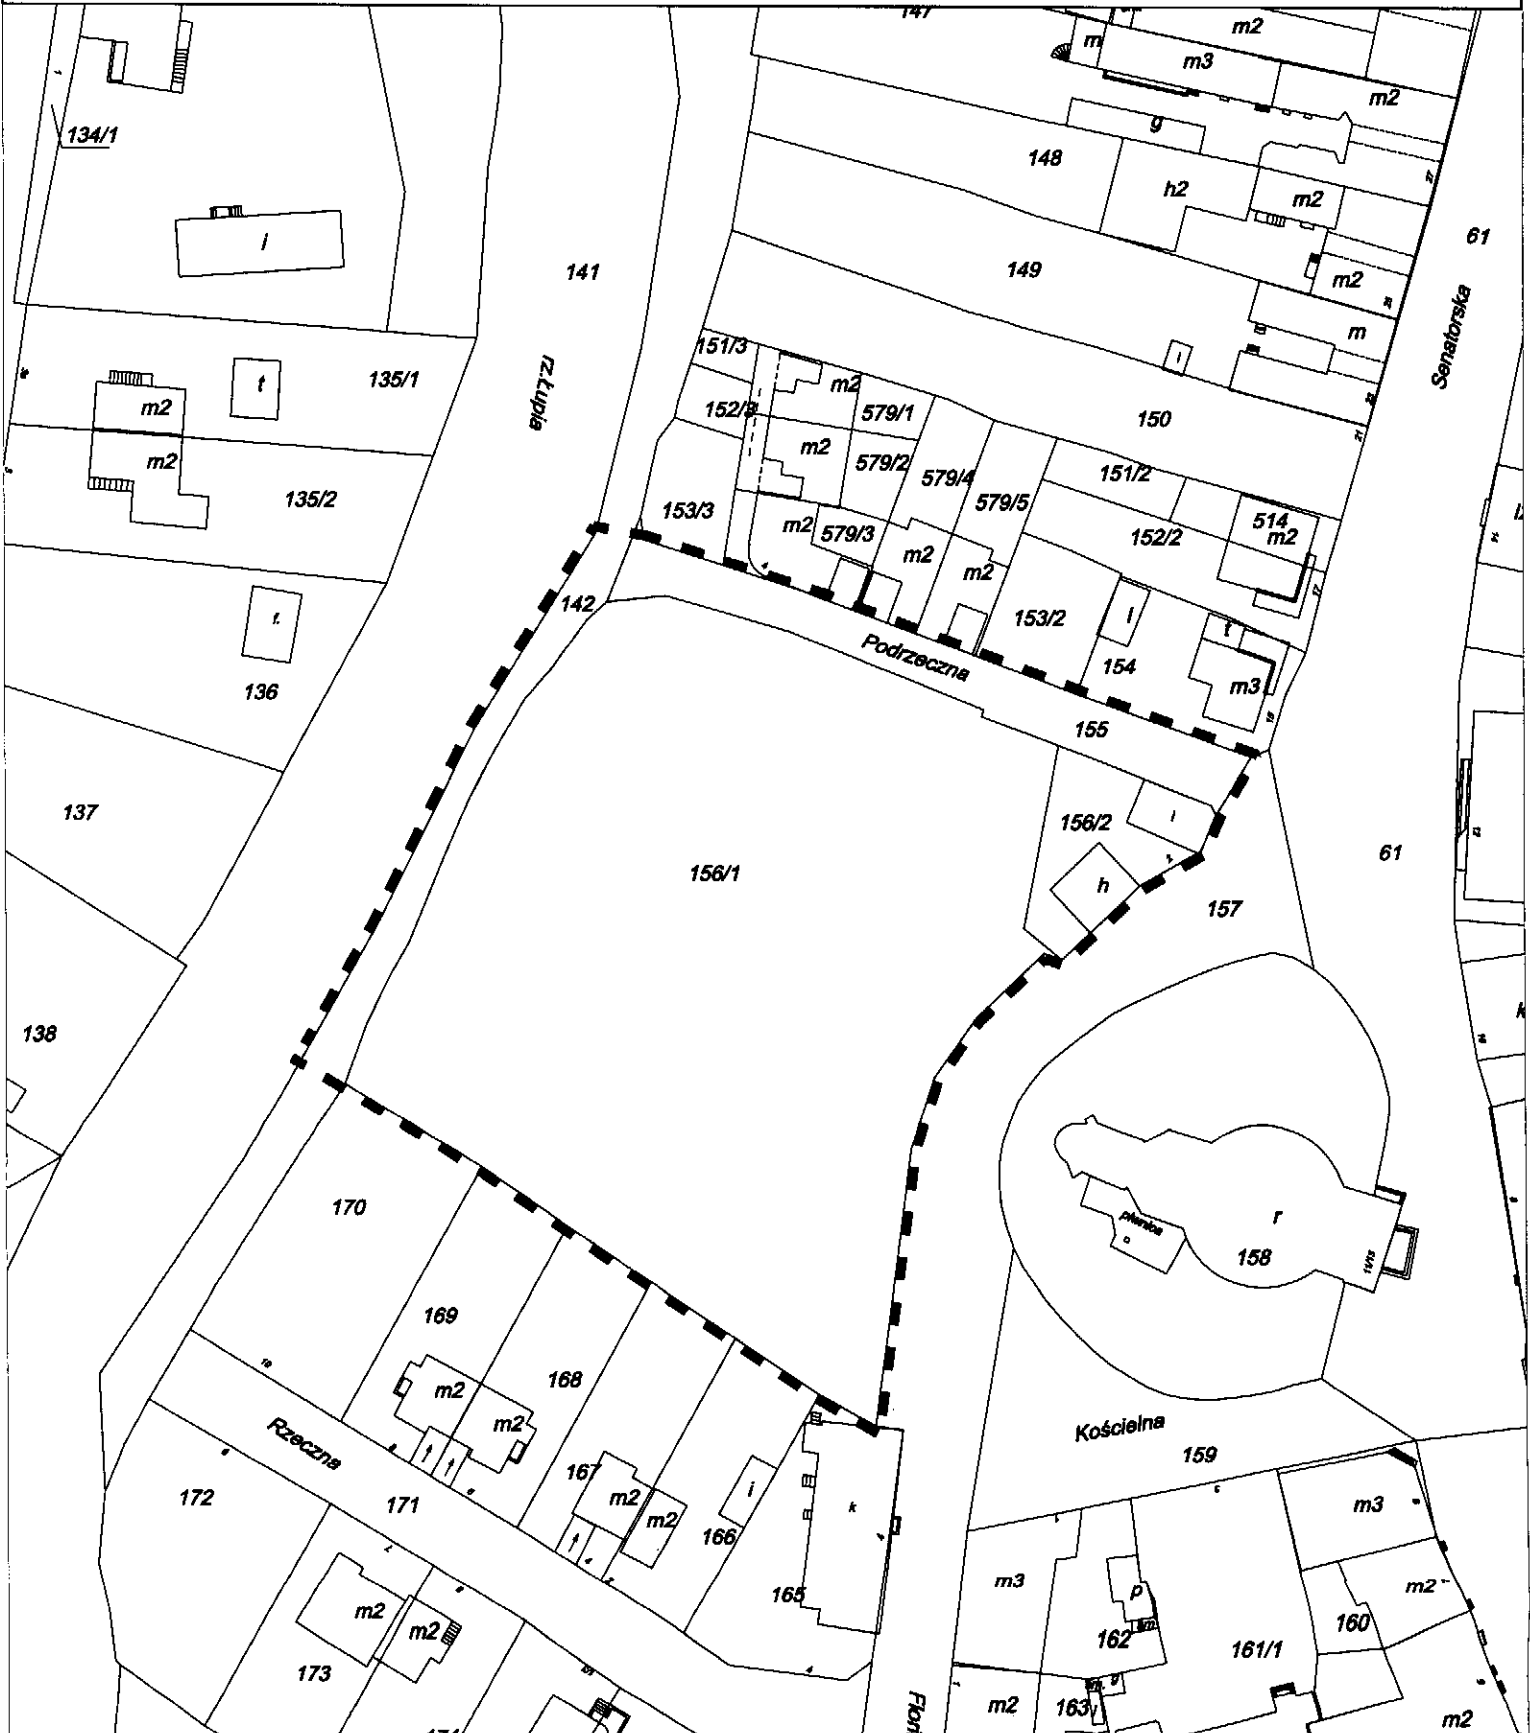 147
m2
m
m3
m2
134/1
g
148
h2
m2
27
61
i
141
149
m2
Senatorska
m
rz.Łupia
151/3
i
t
135/1
m2
152/3
m2
579/1
150
m2
m2
579/2
579/4
151/2
135/2
579/5
153/3
m2
579/3
514
m2
152/2
m2
m2
142
153/2
Podrzeczna
154
t
136
m3
155
137
156/2
i
61
156/1
h
157
138
170
r
158
plebania
169
168
m2
m2
Kościelna
159
Rzeczna
167
i
k
172
171
m2
m2
166
m3
m3
m2
165
p
m2
m2
162
160
161/1
173
m2
163
m2